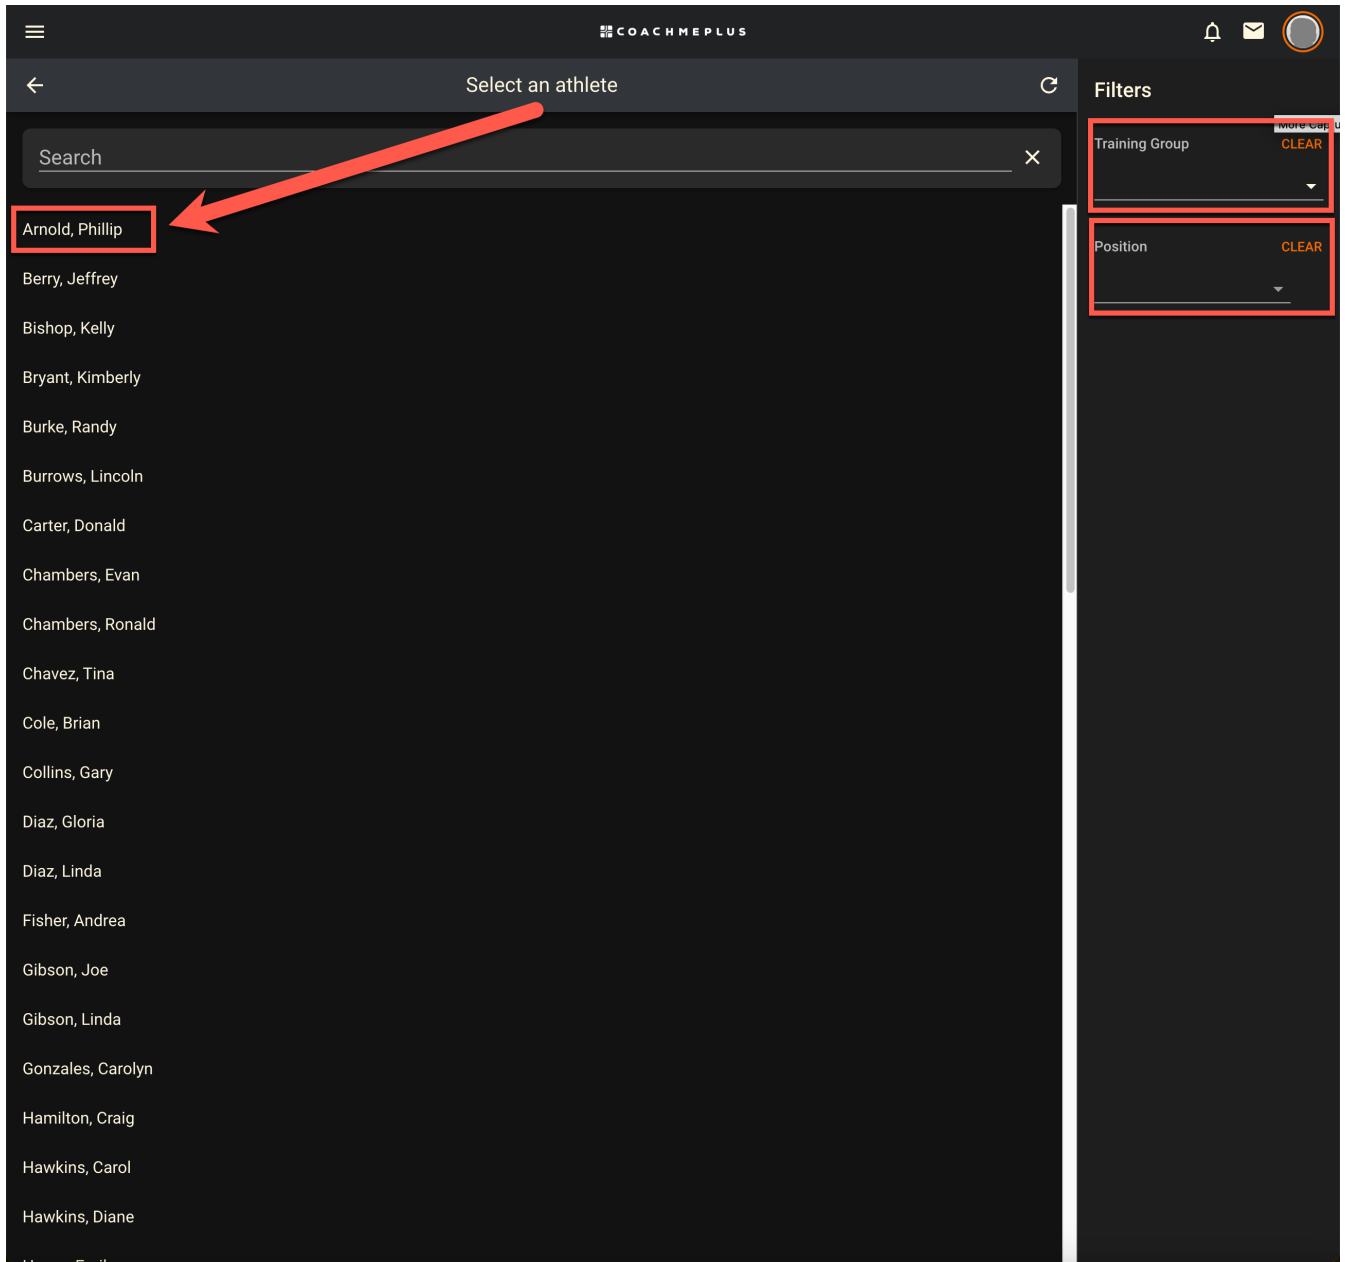 COACHMEPLUS
Select an athlete
Filters
Search
Training Group
CLEAR
Position
CLEAR
Arnold, Phillip
Berry, Jeffrey
Bishop, Kelly
Bryant, Kimberly
Burke, Randy
Burrows, Lincoln
Carter, Donald
Chambers, Evan
Chambers, Ronald
Chavez, Tina
Cole, Brian
Collins, Gary
Diaz, Gloria
Diaz, Linda
Fisher, Andrea
Gibson, Joe
Gibson, Linda
Gonzales, Carolyn
Hamilton, Craig
Hawkins, Carol
Hawkins, Diane